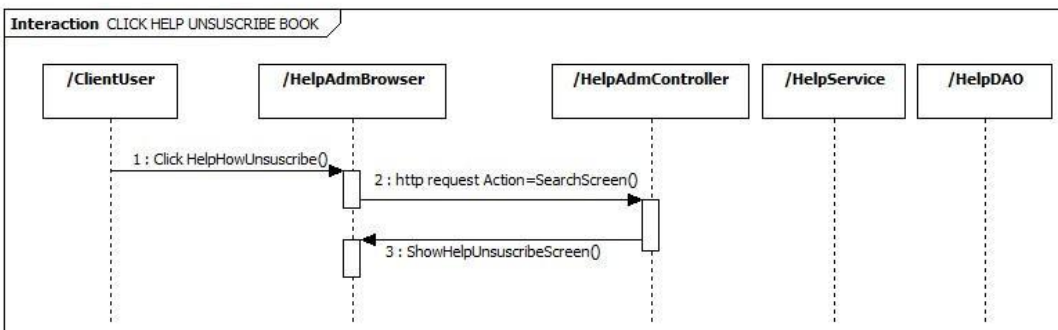 Interaction CLICK HELP UNSUSCRIBE BOOK
/ClientUser
/HelpAdmBrowser
/HelpAdmController
/HelpService
/HelpDAO
1 : Click HelpHowUnsuscribe()
2 : http request Action=SearchScreen()
3 : ShowHelpUnsuscribeScreen()